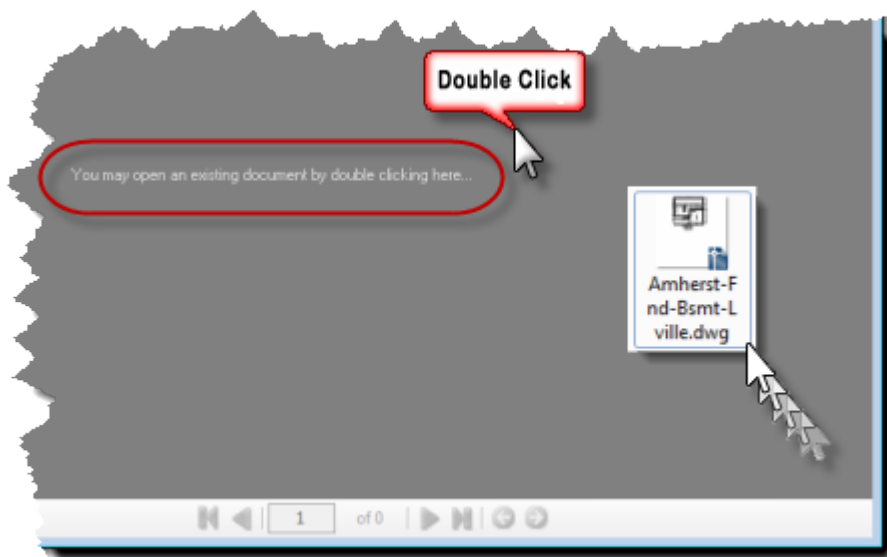 Double Click
You may open an existing document by double clicking here...
Amherst-F
nd-Bsmt-L
ville.dwg
1 of 0